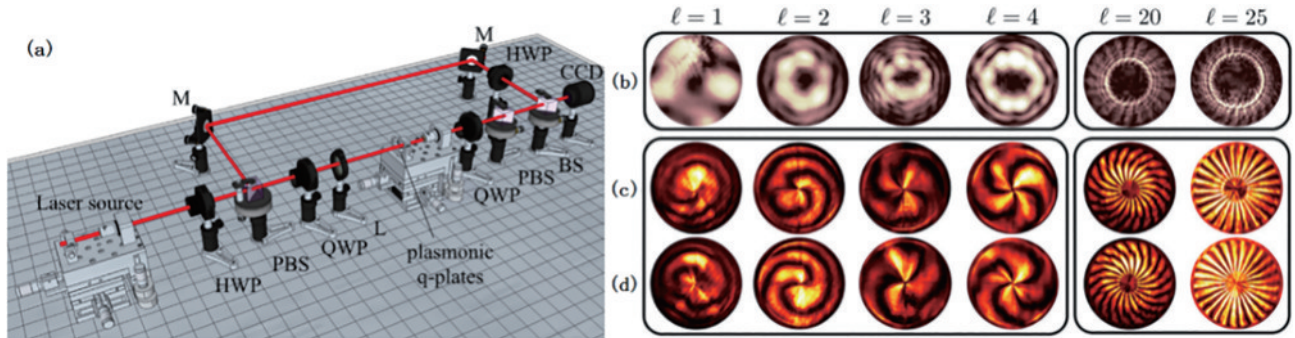 (a)
M
HWP
CCD
M
BS
PBS
QWP
Laser source
L
plasmonic
q-plates
QWP
PBS
HWP
ℓ = 1 ℓ = 2 ℓ = 3 ℓ = 4 ℓ = 20 ℓ = 25
(b)
(c)
(d)